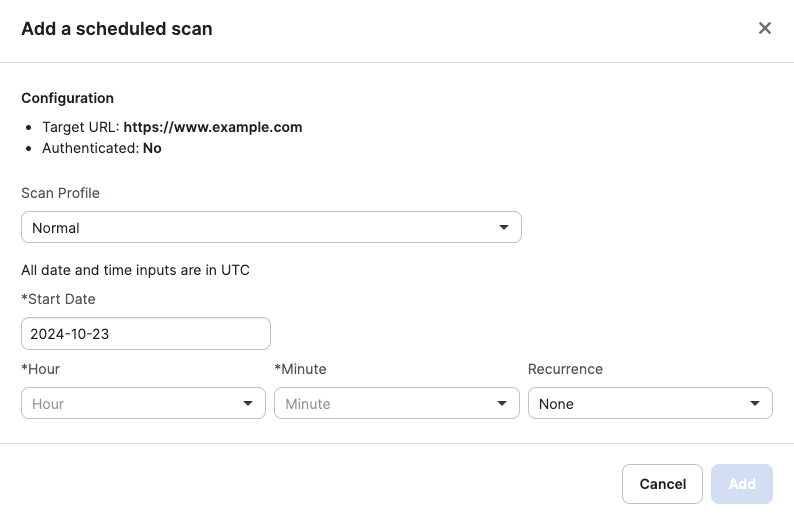 Add a scheduled scan
Configuration
• Target URL: https://www.example.com
• Authenticated: No
Scan Profile
Normal
All date and time inputs are in UTC
*Start Date
2024-10-23
*Hour *Minute Recurrence
Hour Minute None
Cancel Add